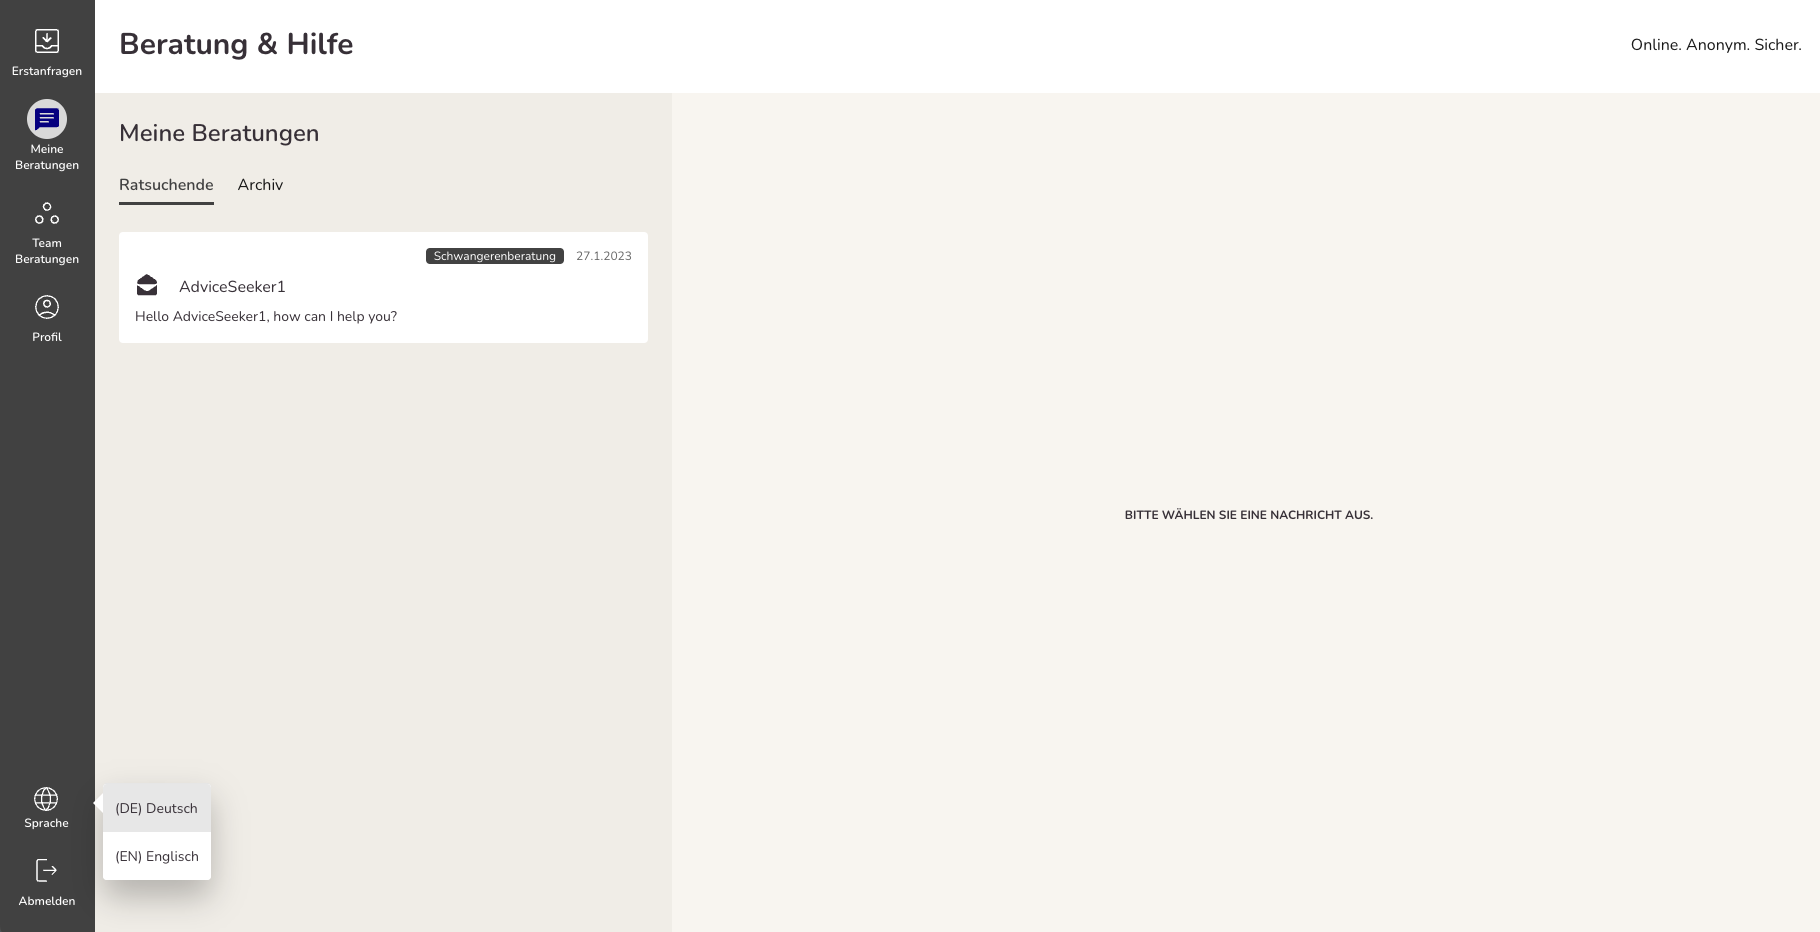 Beratung & Hilfe
Online. Anonym. Sicher.
Erstanfragen
Meine
Beratungen
Team
Beratungen
Profil
Sprache
Abmelden
Meine Beratungen
Ratsuchende Archiv
Schwangerenberatung 27.1.2023
AdviceSeeker1
Hello AdviceSeeker1, how can I help you?
BITTE WÄHLEN SIE EINE NACHRICHT AUS.
(DE) Deutsch
(EN) Englisch